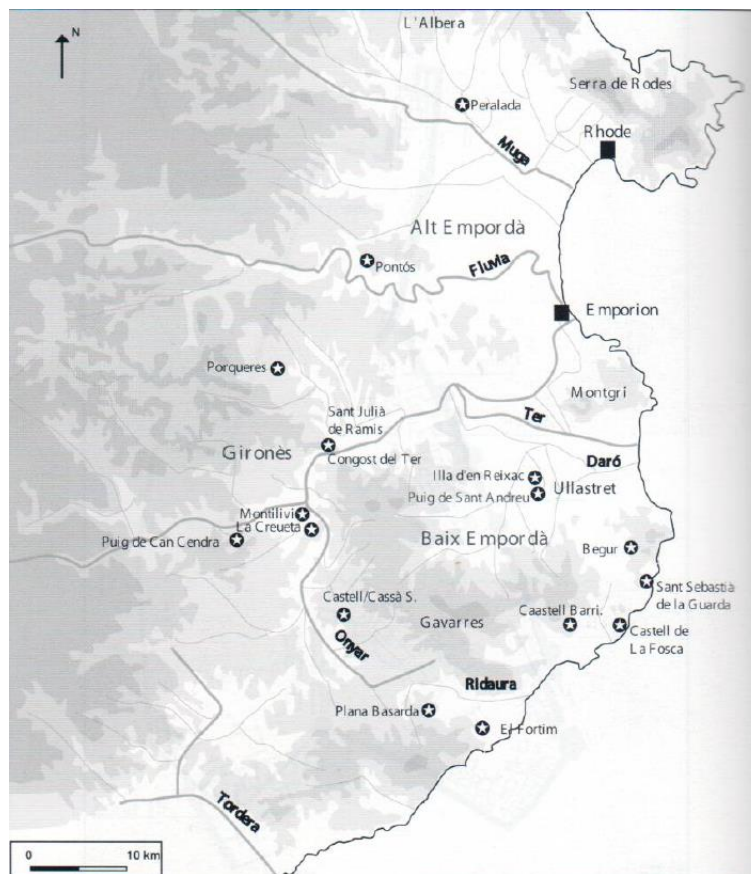 L'Albera
N
Serra de Rodes
Peralada
Rhode
Muga
Alt Empordà
Pontós
Fluvia
Emporion
Porqueres
Montgri
Sant Julià
de Ramis
Ter
Gironès
Congost del Ter
Daró
Illa d'en Reixac
Ullastret
Puig de Sant Andreu
Montilivi
La Creueta
Puig de Can Cendra
Baix Empordà
Begur
Sant Sebastià
de la Guarda
Castell/Cassà S.
Gavarres
Caastell Barri.
Castell de
La Fosca
Onyar
Ridaura
Plana Basarda
El Fortim
Tordera
0 10 km